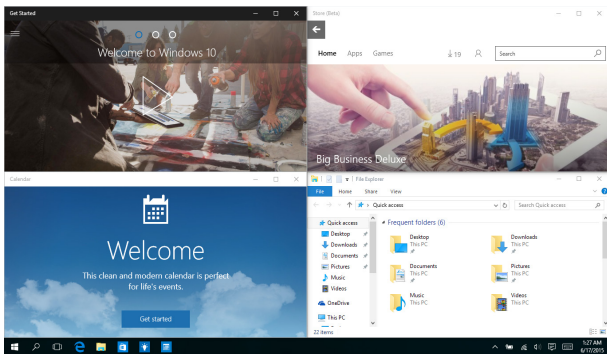 Get Started
Welcome to Windows 10
Store (Beta)
Home Apps Games
19
Search
Big Business Deluxe
Calendar
Welcome
This clean and modern calendar is perfect
for life's events.
Get started
File Explorer
File Home Share View
Quick access
Search Quick access
Quick access
Desktop
Downloads
Documents
Pictures
Music
Videos
OneDrive
This PC
Frequent folders (6)
Desktop
This PC
Downloads
This PC
Documents
This PC
Pictures
This PC
Music
This PC
Videos
This PC
22 items
1:27 AM
6/17/2015